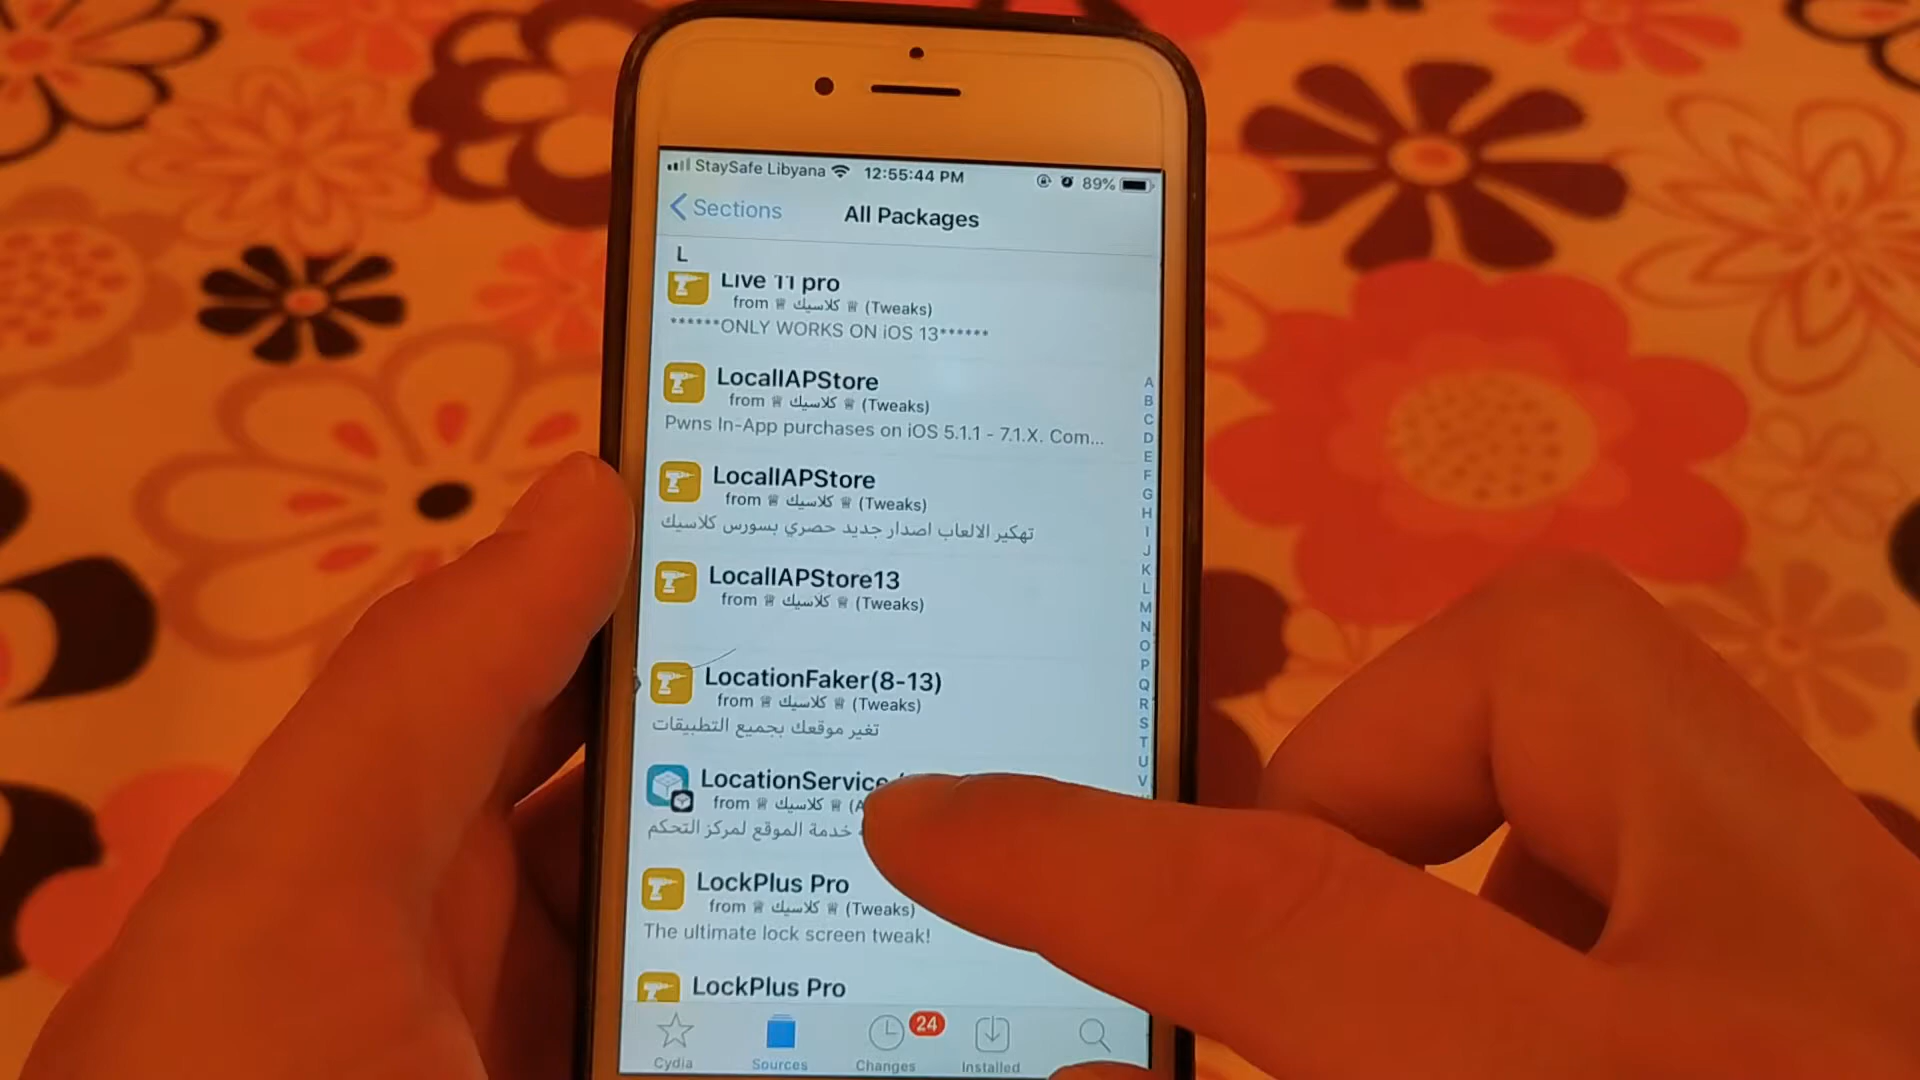 StaySafe Libyana 12:55:44 PM 89%
Sections All Packages
L
Live 11 pro
from ♕ كلاسيك ♕ (Tweaks)
******ONLY WORKS ON iOS 13******
LocalIAPStore
from ♕ كلاسيك ♕ (Tweaks)
Pwns In-App purchases on iOS 5.1.1 - 7.1.X. Com...
LocalIAPStore
from ♕ كلاسيك ♕ (Tweaks)
تهكير الالعاب اصدار جديد حصري بسورس كلاسيك
LocalIAPStore13
from ♕ كلاسيك ♕ (Tweaks)
LocationFaker(8-13)
from ♕ كلاسيك ♕ (Tweaks)
تغير موقعك بجميع التطبيقات
LocationService
from ♕ كلاسيك ♕ (A
خدمة الموقع لمركز التحكم
LockPlus Pro
from ♕ كلاسيك ♕ (Tweaks)
The ultimate lock screen tweak!
LockPlus Pro
A
B
C
D
E
F
G
H
I
J
K
L
M
N
O
P
Q
R
S
T
U
V
24
Cydia Sources Changes Installed